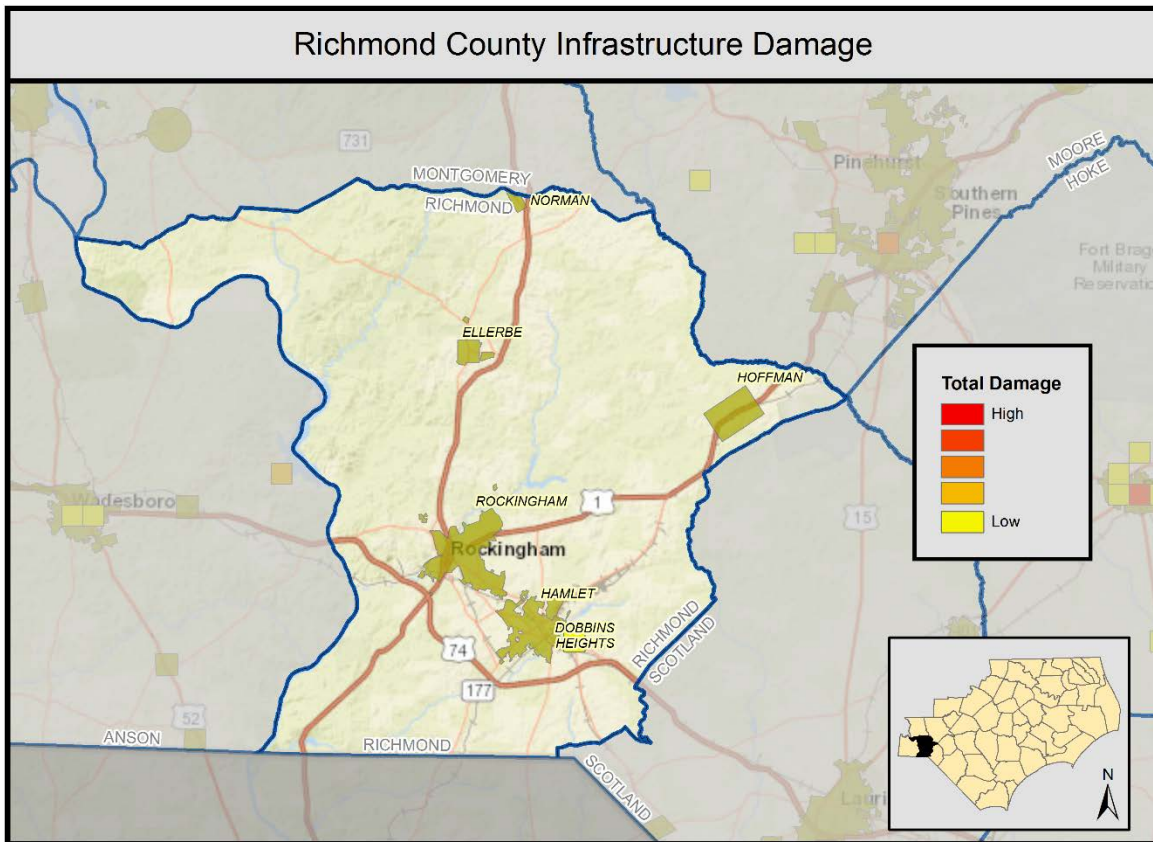 Richmond County Infrastructure Damage
731
Pinehurst
MOORE
HOKE
MONTGOMERY
RICHMOND
NORMAN
Southern
Pines
Fort Bragg
Military
Reservation
ELLERBE
HOFFMAN
Total Damage
High
Low
Wadesboro
ROCKINGHAM
1
15
Rockingham
HAMLET
DOBBINS
HEIGHTS
RICHMOND
SCOTLAND
74
177
52
ANSON
RICHMOND
SCOTLAND
N